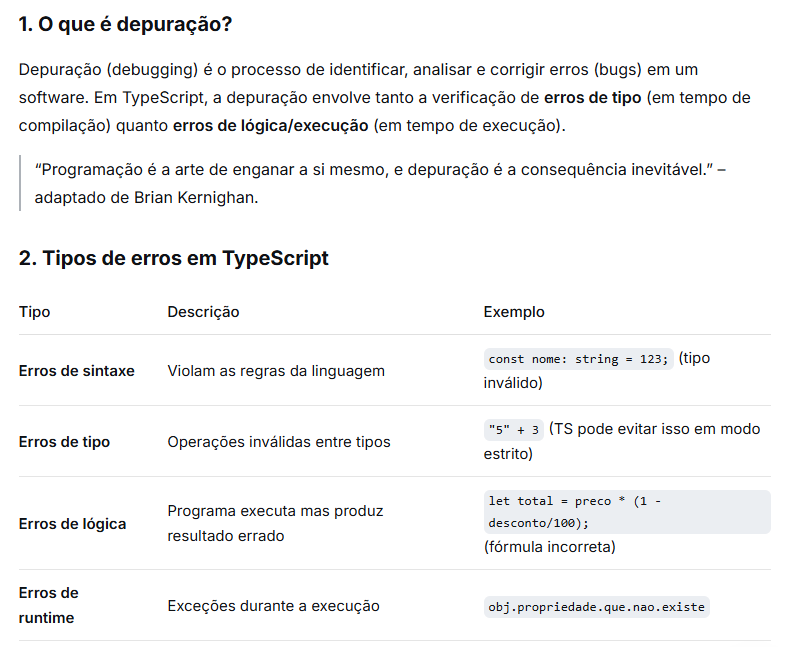 1. O que é depuração?
Depuração (debugging) é o processo de identificar, analisar e corrigir erros (bugs) em um
software. Em TypeScript, a depuração envolve tanto a verificação de erros de tipo (em tempo de
compilação) quanto erros de lógica/execução (em tempo de execução).
“Programação é a arte de enganar a si mesmo, e depuração é a consequência inevitável.” –
adaptado de Brian Kernighan.
2. Tipos de erros em TypeScript
Tipo Descrição Exemplo
Erros de sintaxe Violam as regras da linguagem const nome: string = 123; (tipo
inválido)
Erros de tipo Operações inválidas entre tipos "5" + 3 (TS pode evitar isso em modo
estrito)
Erros de lógica Programa executa mas produz
resultado errado let total = preco * (1 -
desconto/100);
(fórmula incorreta)
Erros de
runtime Exceções durante a execução obj.propriedade.que.nao.existe